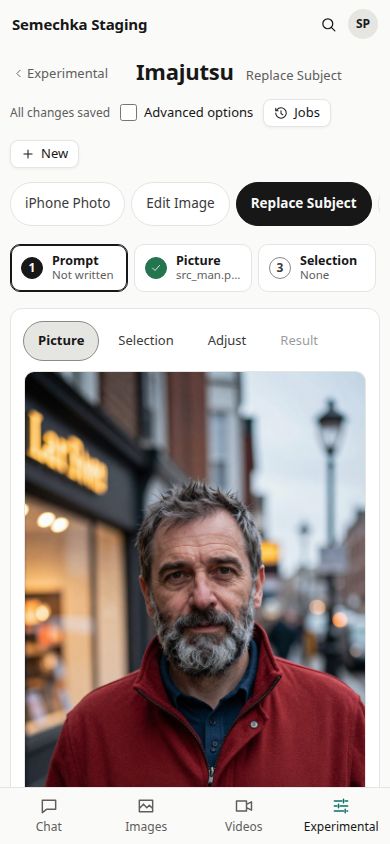 Semechka Staging
SP
Experimental
Imajutsu
Replace Subject
All changes saved
Advanced options
Jobs
New
iPhone Photo
Edit Image
Replace Subject
1
Prompt
Not written
Picture
src_man.p...
3
Selection
None
Picture
Selection
Adjust
Result
Chat
Images
Videos
Experimental